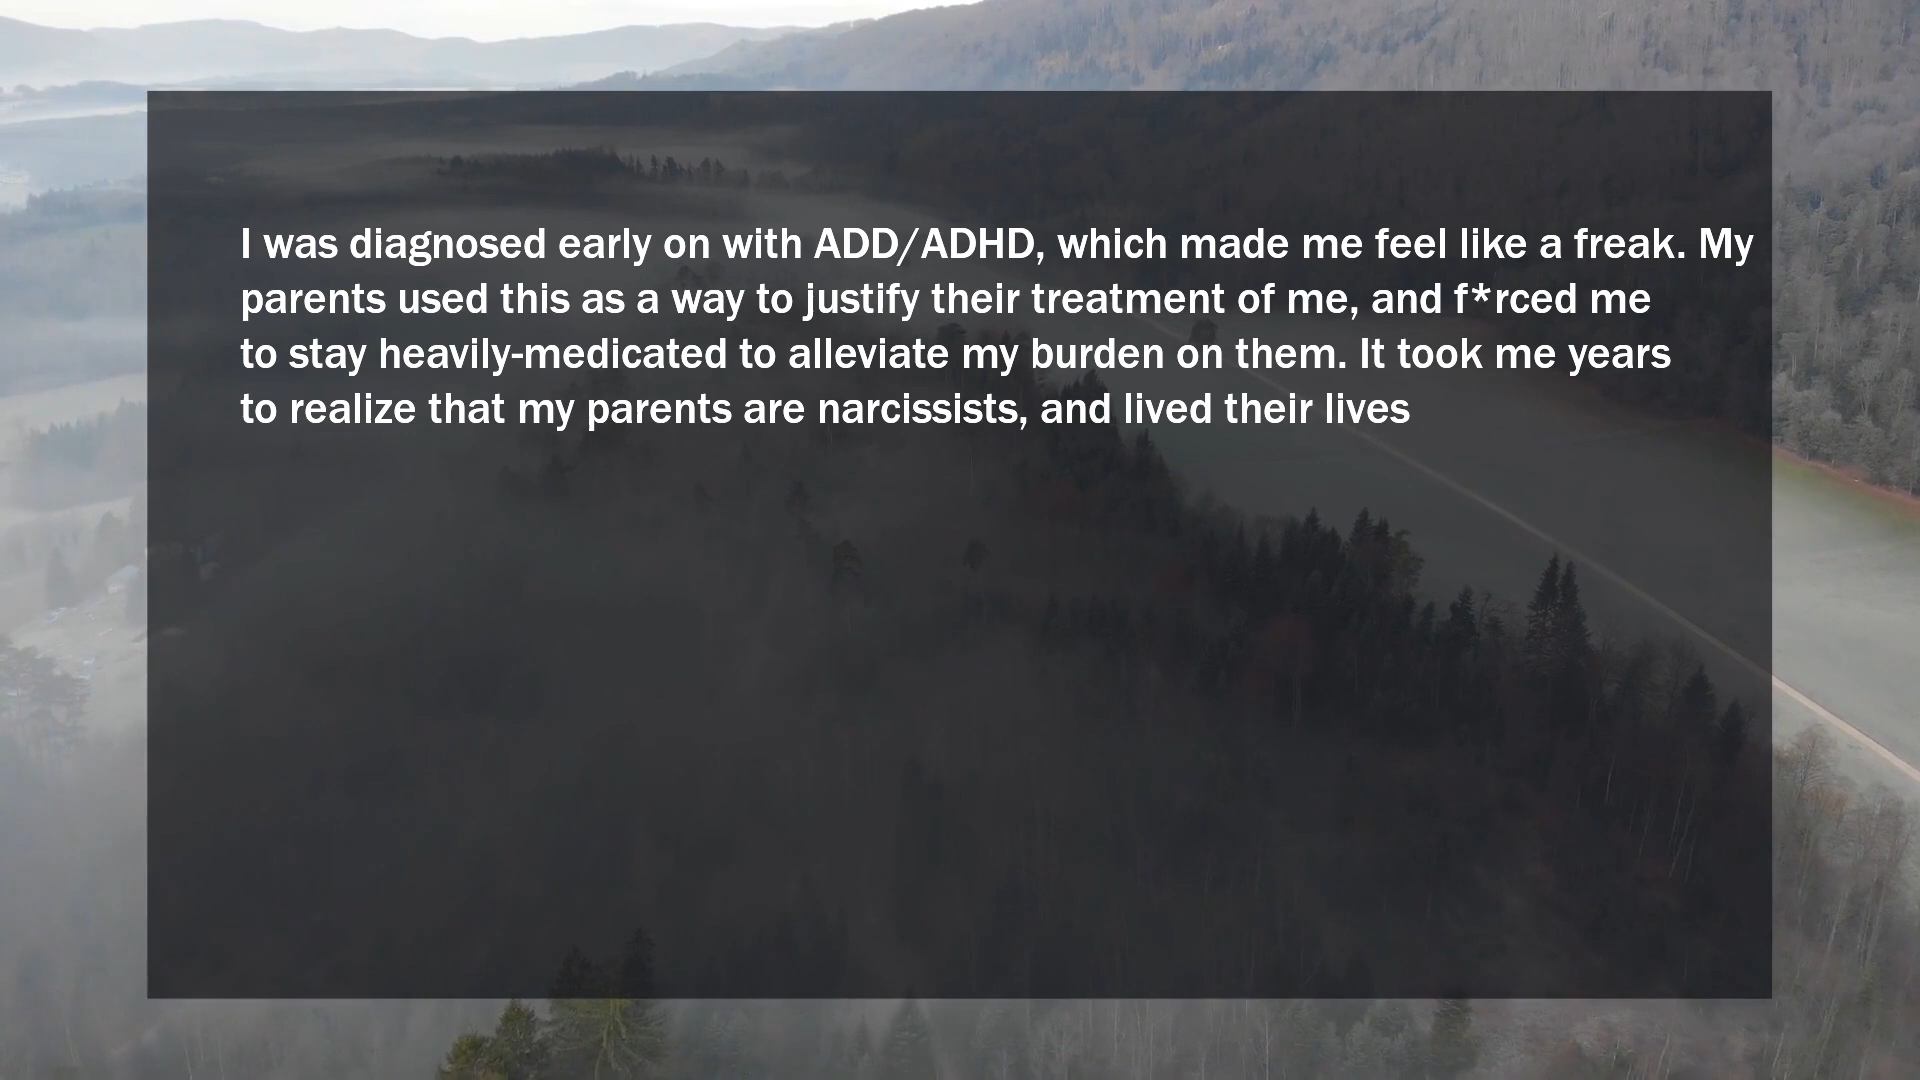 I was diagnosed early on with ADD/ADHD, which made me feel like a freak. My
parents used this as a way to justify their treatment of me, and f*rced me
to stay heavily-medicated to alleviate my burden on them. It took me years
to realize that my parents are narcissists, and lived their lives